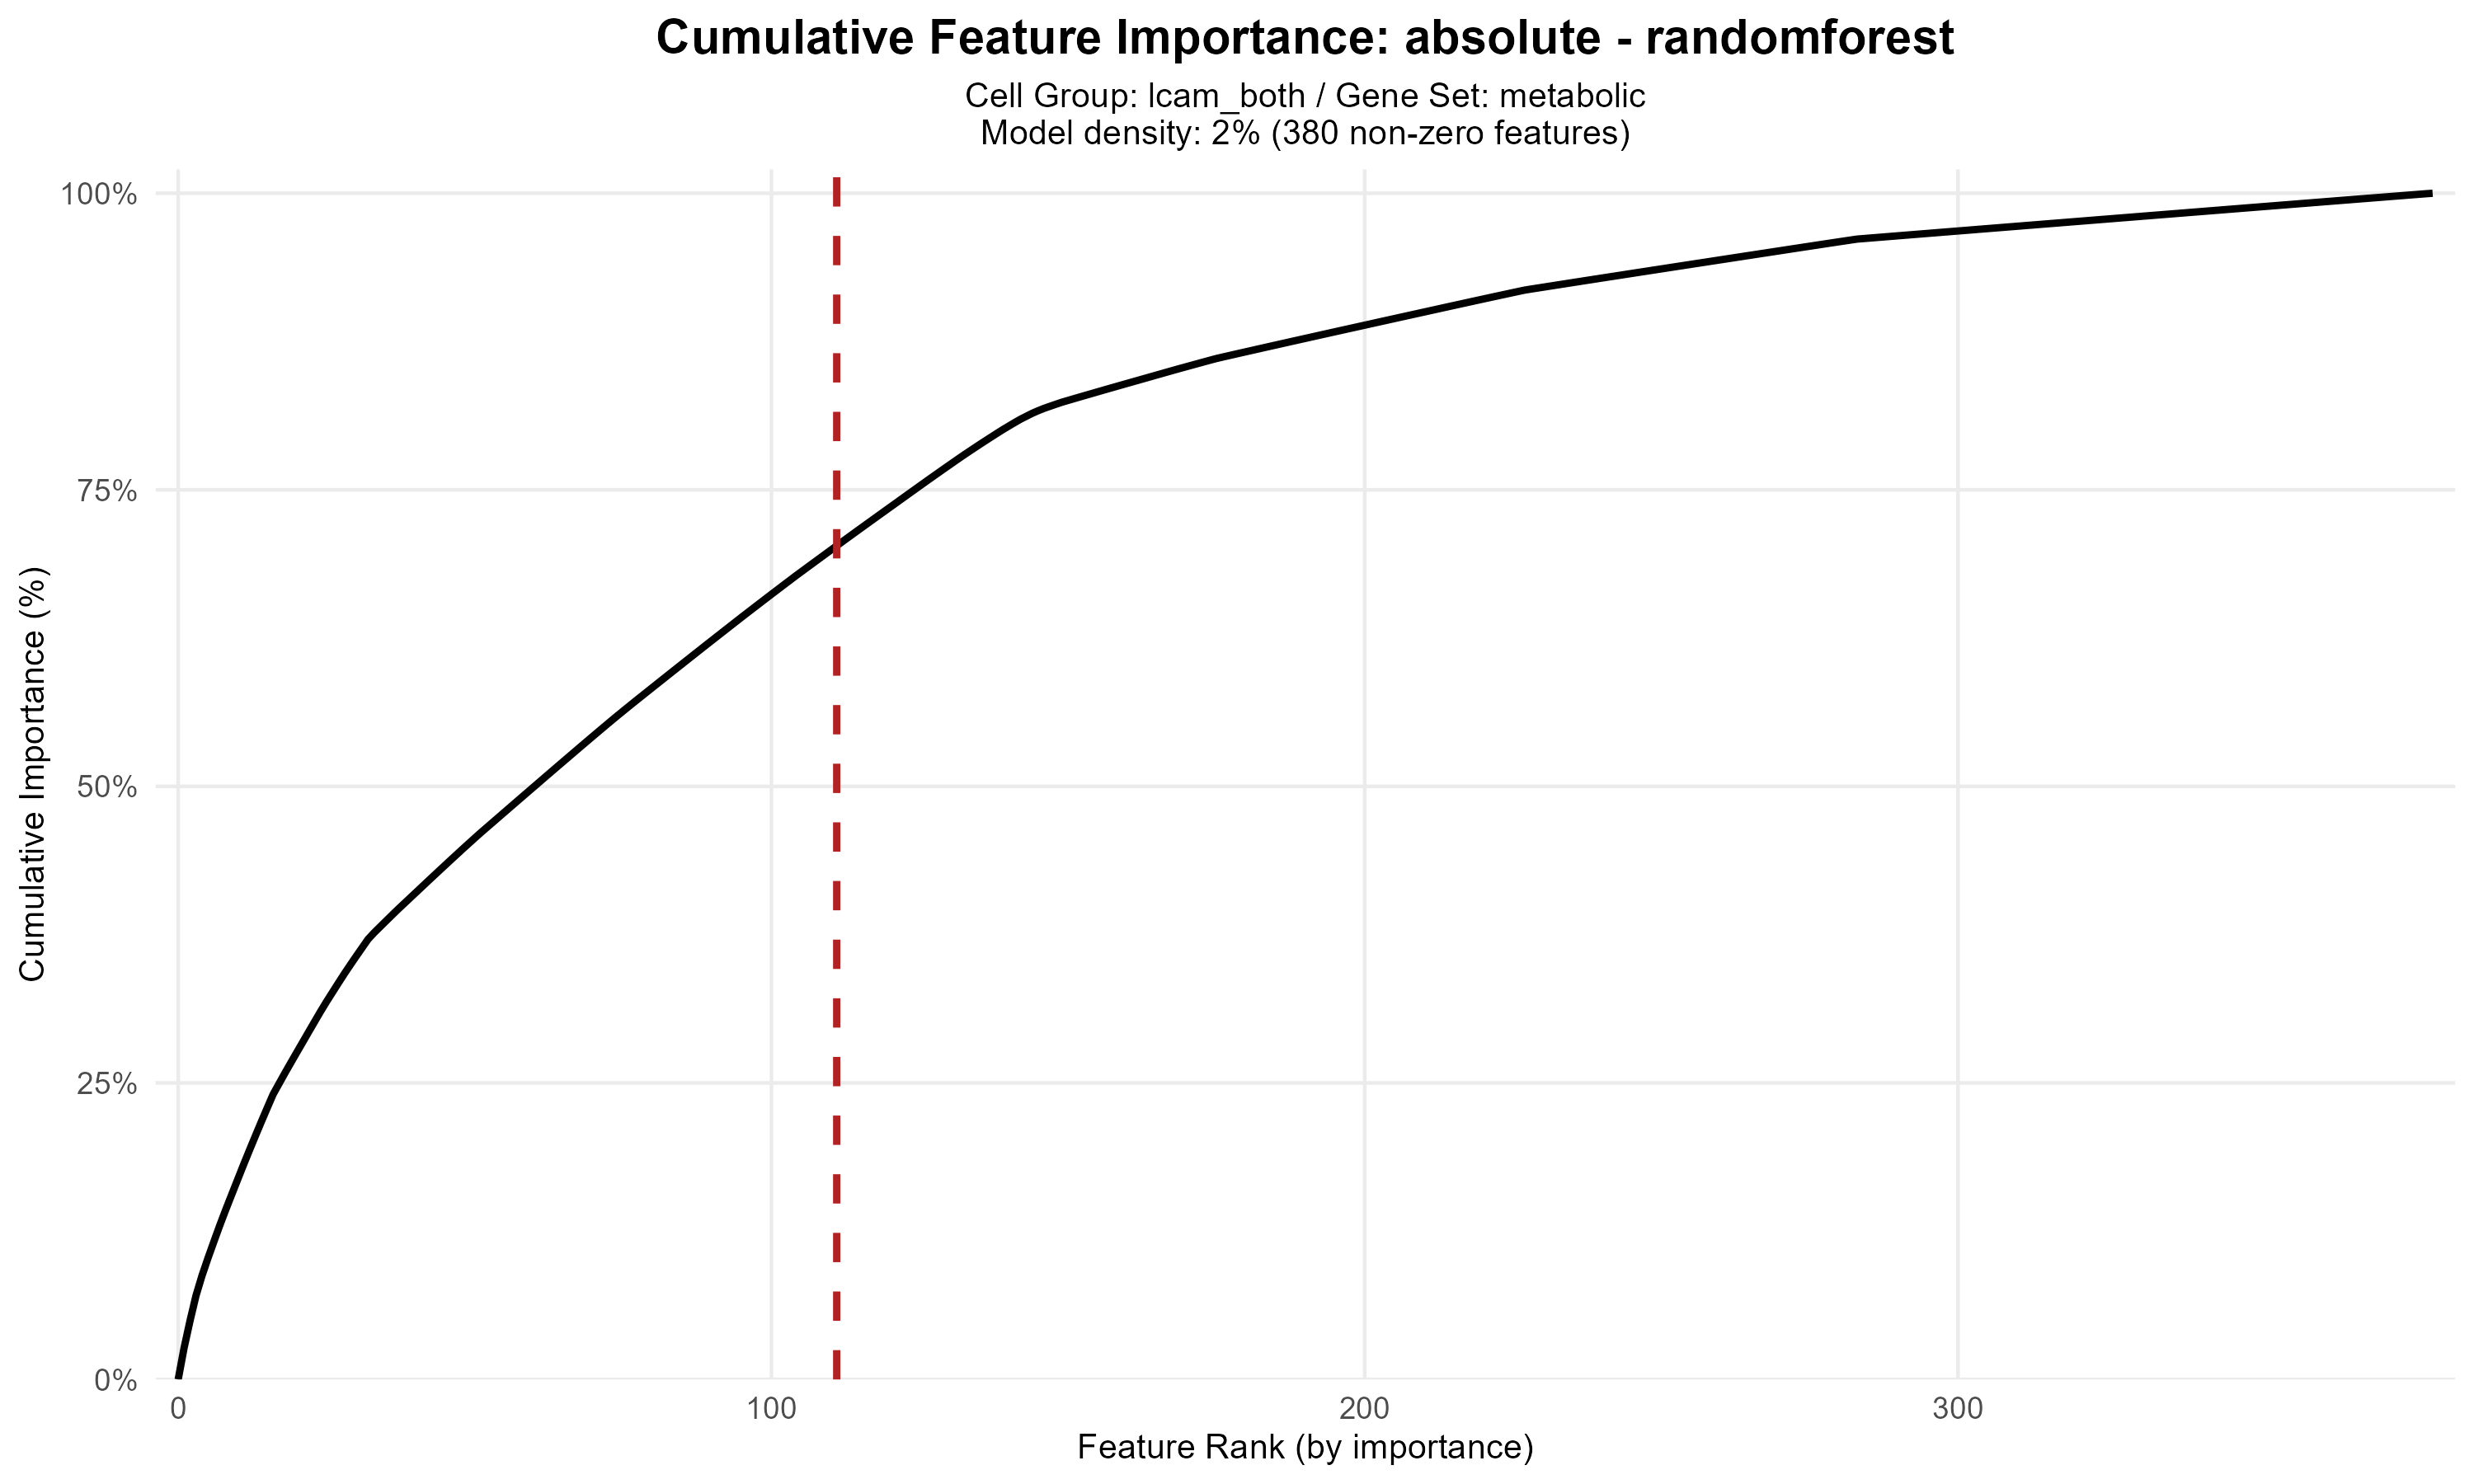 Cumulative Feature Importance: absolute - randomforest
Cell Group: lcam_both / Gene Set: metabolic
Model density: 2% (380 non-zero features)
100%
75%
50%
25%
0%
Cumulative Importance (%)
0
100
200
300
Feature Rank (by importance)